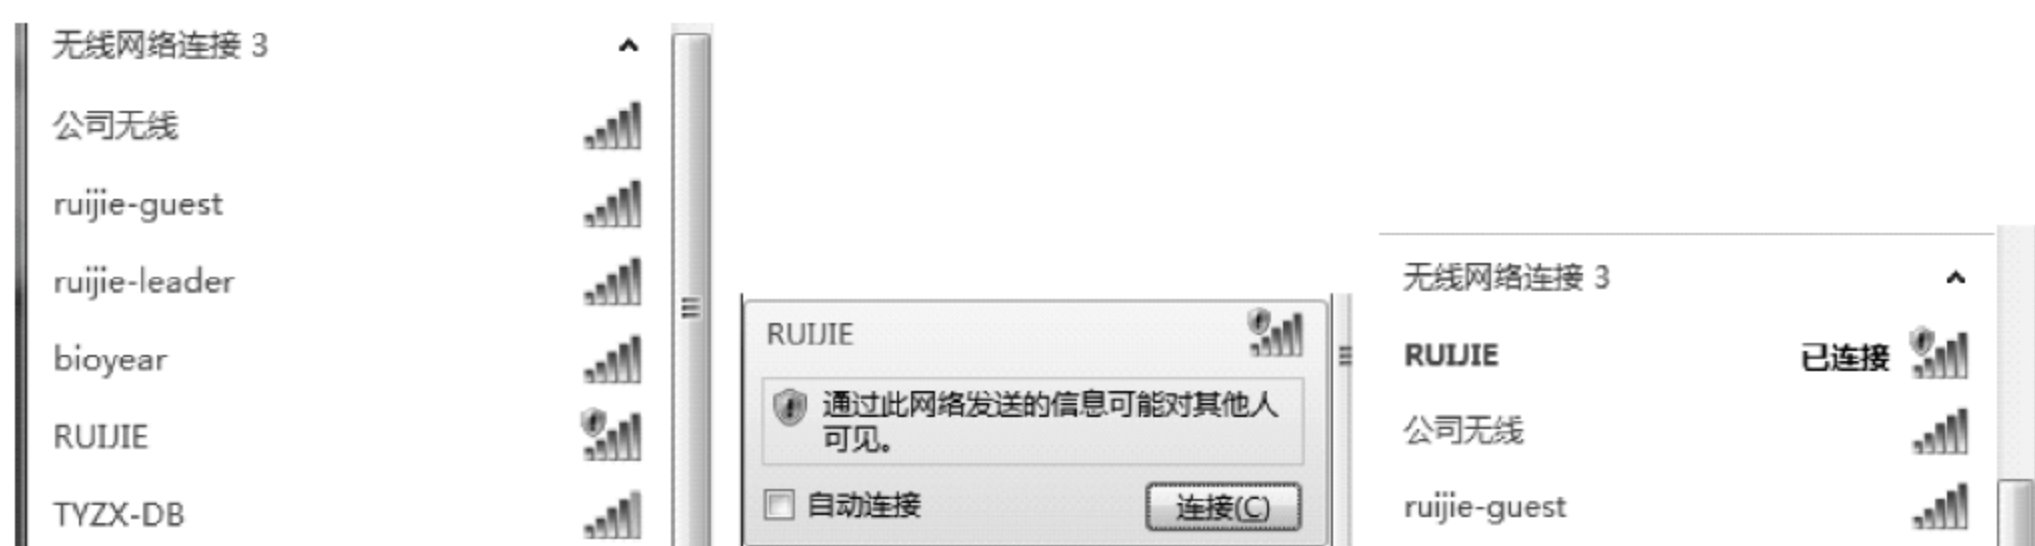 无线网络连接 3
公司无线
ruijie-guest
ruijie-leader
bioyear
RUIJIE
TYZX-DB
RUIJIE
通过此网络发送的信息可能对其他人
可见。
自动连接
连接(C)
无线网络连接 3
RUIJIE 已连接
公司无线
ruijie-guest